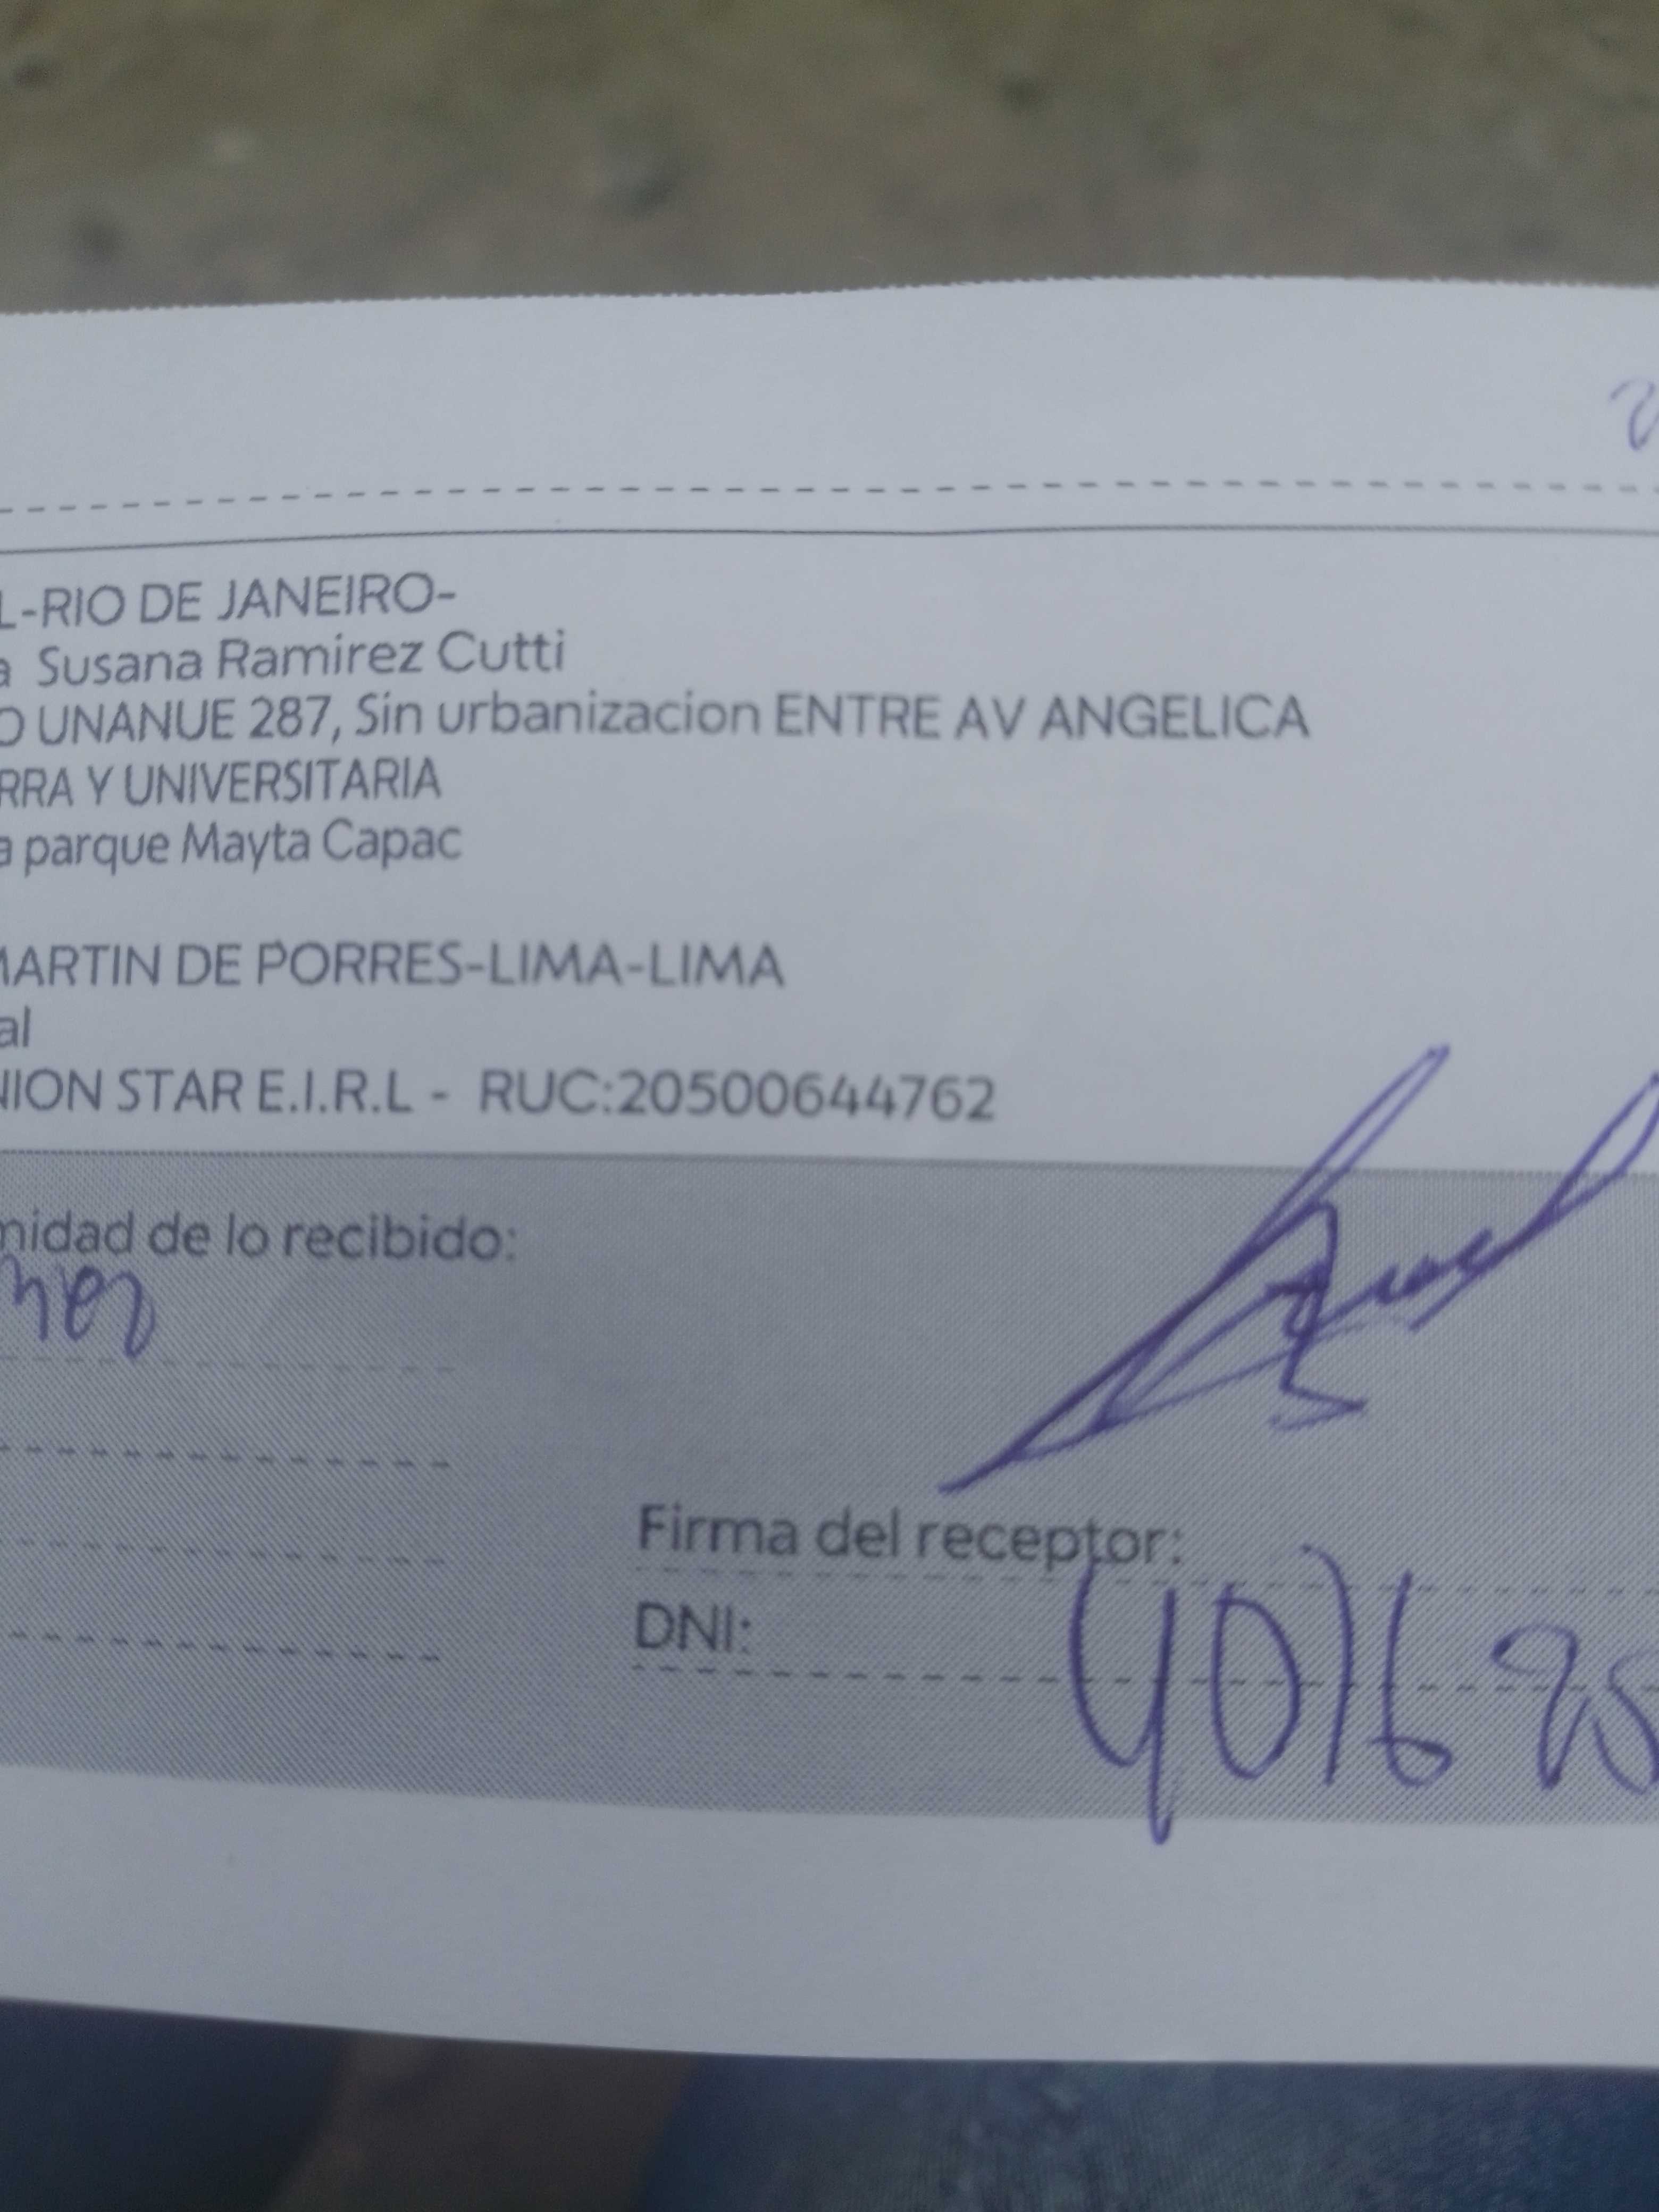 L-RIO DE JANEIRO-
a Susana Ramirez Cutti
O UNANUE 287, Sin urbanizacion ENTRE AV ANGELICA
RRA Y UNIVERSITARIA
a parque Mayta Capac
MARTIN DE PORRES-LIMA-LIMA
al
NION STAR E.I.R.L - RUC:20500644762
midad de lo recibido:
Firma del receptor:
DNI: